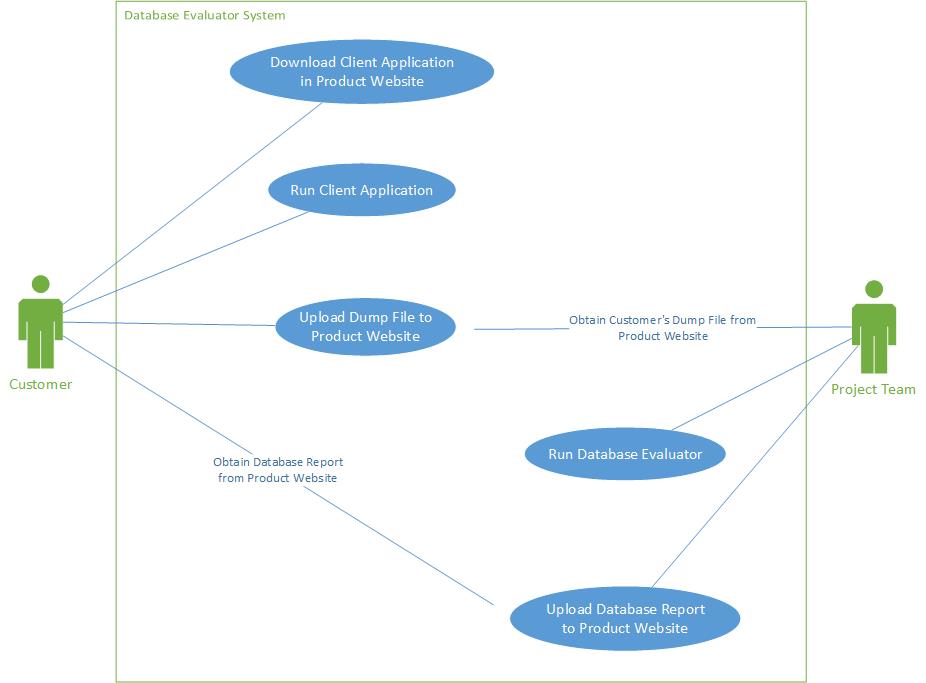 Database Evaluator System
Download Client Application
in Product Website
Run Client Application
Upload Dump File to
Product Website
Obtain Customer's Dump File from
Product Website
Customer
Project Team
Run Database Evaluator
Obtain Database Report
from Product Website
Upload Database Report
to Product Website